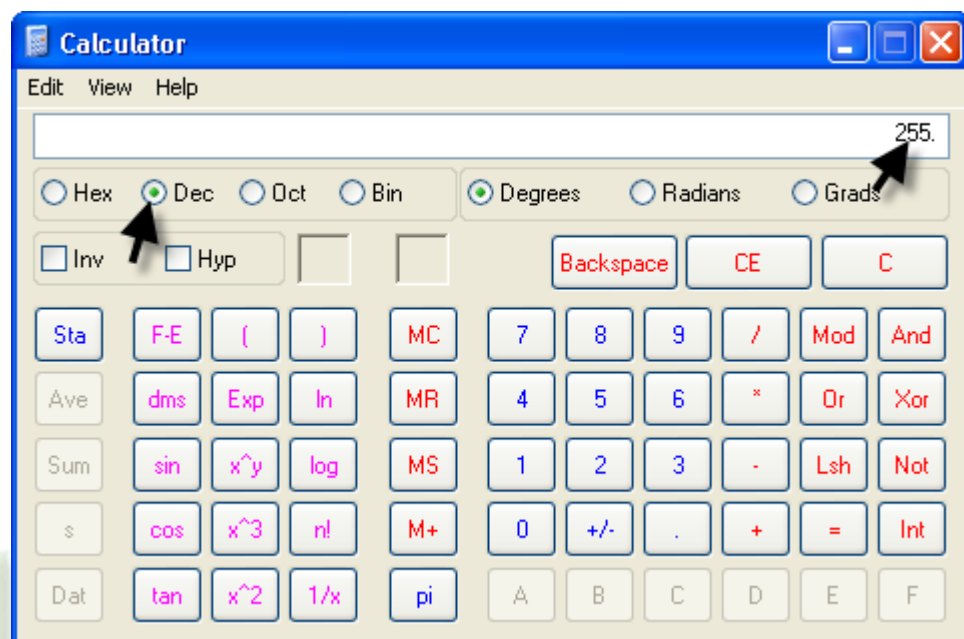 Calculator
Edit View Help
255.
Hex Dec Oct Bin Degrees Radians Grads
Inv Hyp Backspace CE C
Sta F-E ( ) MC 7 8 9 / Mod And
Ave dms Exp ln MR 4 5 6 * Or Xor
Sum sin x^y log MS 1 2 3 - Lsh Not
s cos x^3 n! M+ 0 +/- . + = Int
Dat tan x^2 1/x pi A B C D E F